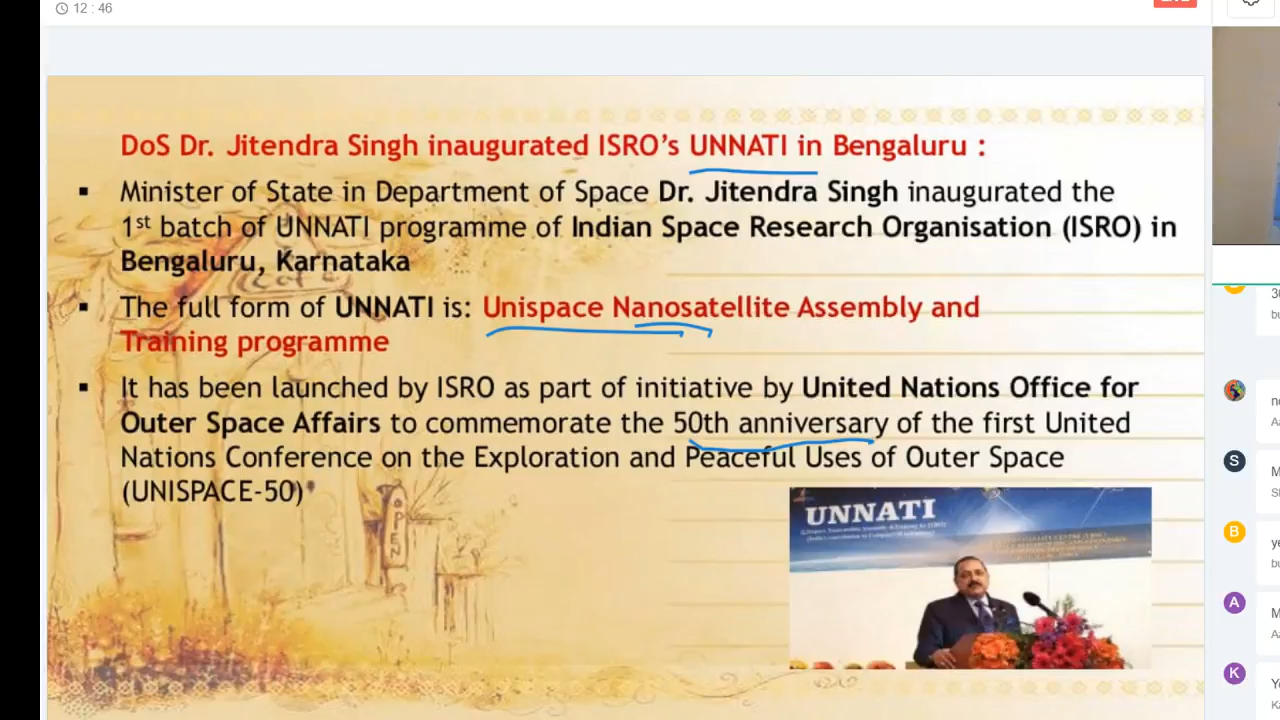 12 : 46
DoS Dr. Jitendra Singh inaugurated ISRO's UNNATI in Bengaluru :
▪ Minister of State in Department of Space Dr. Jitendra Singh inaugurated the
1st batch of UNNATI programme of Indian Space Research Organisation (ISRO) in
Bengaluru, Karnataka
▪ The full form of UNNATI is: Unispace Nanosatellite Assembly and
Training programme
▪ It has been launched by ISRO as part of initiative by United Nations Office for
Outer Space Affairs to commemorate the 50th anniversary of the first United
Nations Conference on the Exploration and Peaceful Uses of Outer Space
(UNISPACE-50)
OPEN
UNNATI
S
B
A
K